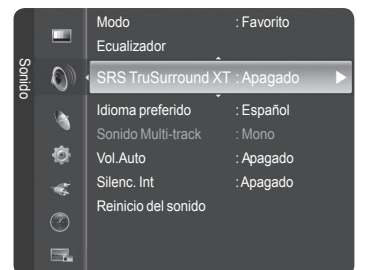 Sonido
Modo : Favorito
Ecualizador
SRS TruSurround XT : Apagado
Idioma preferido : Español
Sonido Multi-track : Mono
Vol.Auto : Apagado
Silenc. Int : Apagado
Reinicio del sonido